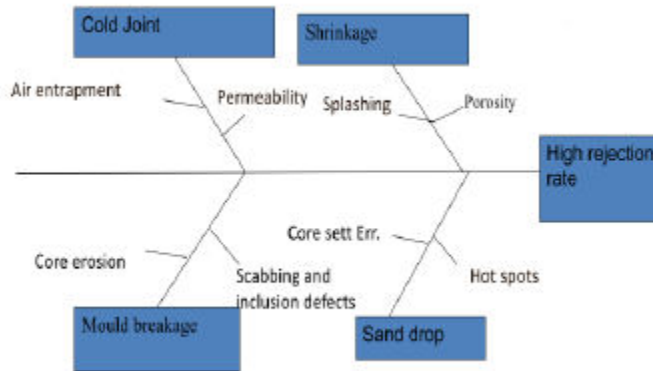 Cold Joint
Shrinkage
Air entrapment
Permeability
Splashing
Porosity
High rejection
rate
Core sett Err.
Core erosion
Scabbing and
inclusion defects
Hot spots
Mould breakage
Sand drop